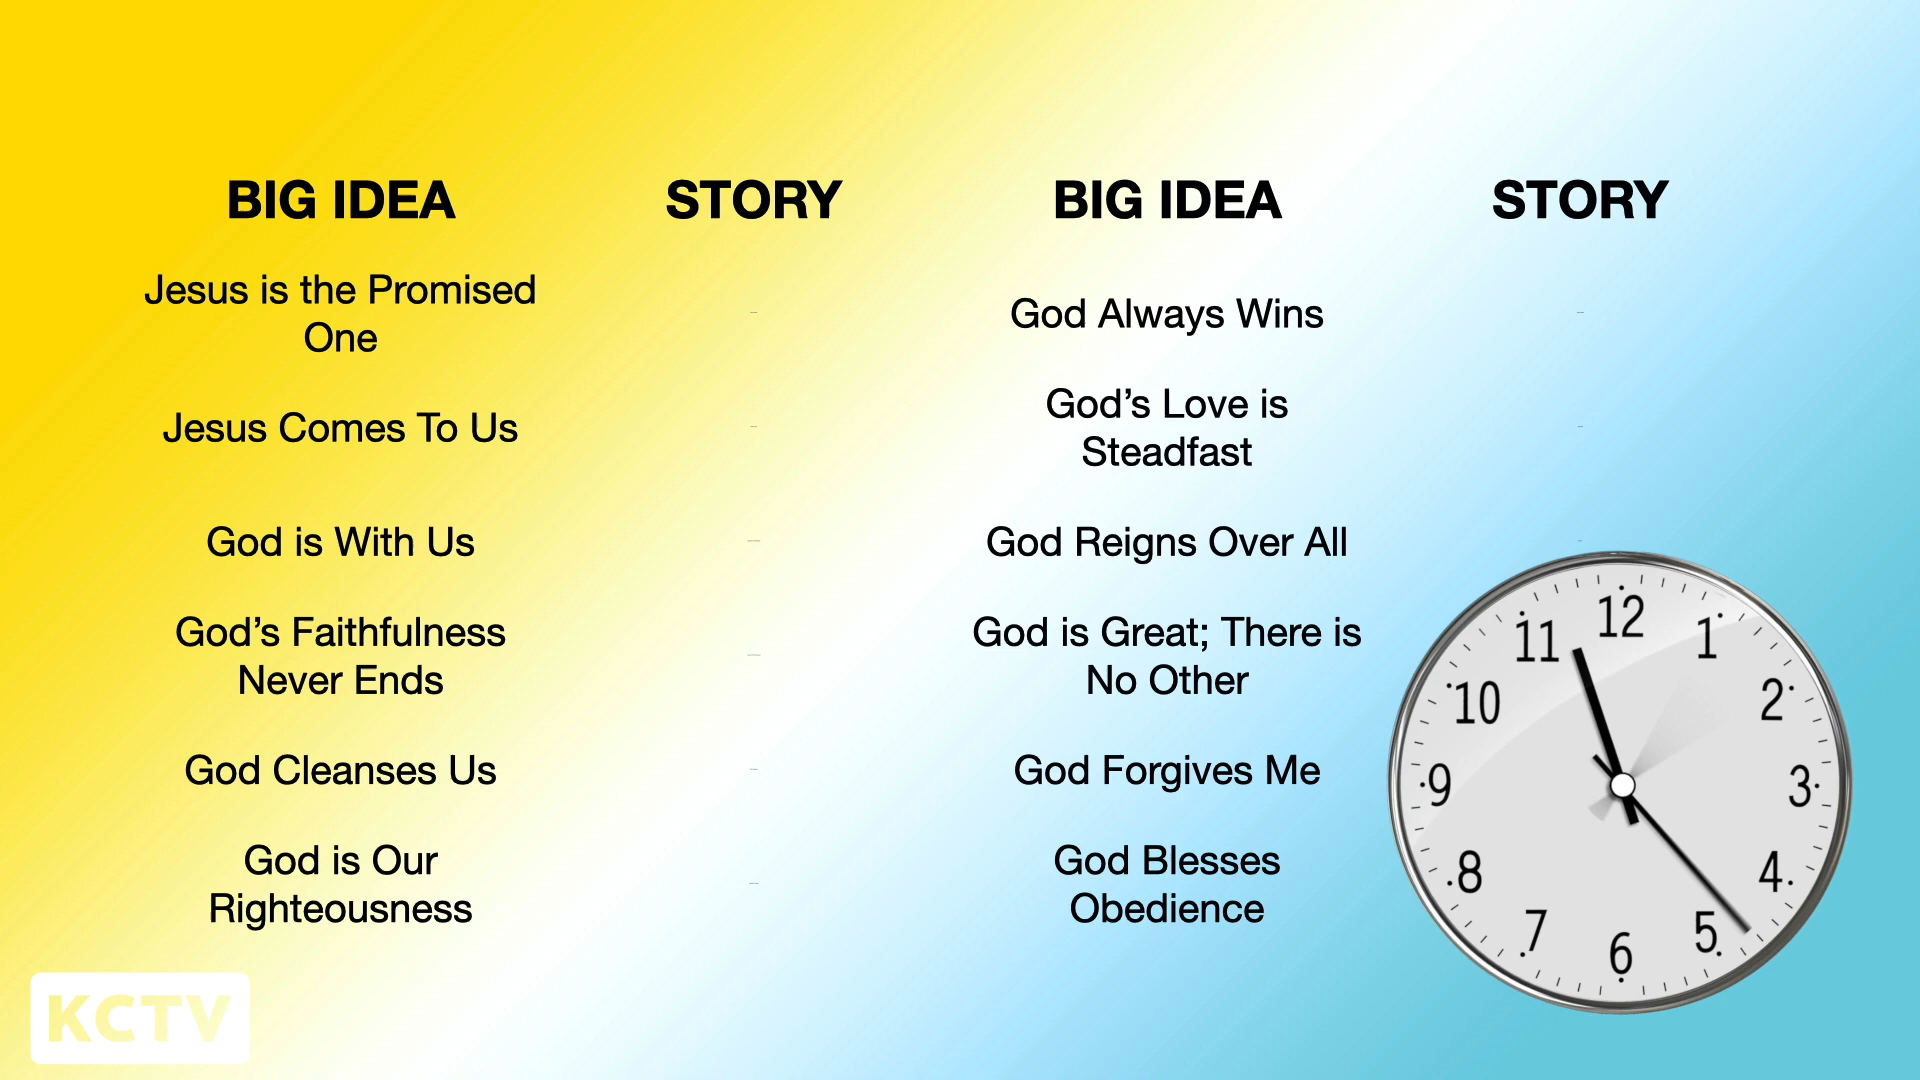 BIG IDEA STORY BIG IDEA STORY
Jesus is the Promised
One
God Always Wins
Jesus Comes To Us
God's Love is
Steadfast
God is With Us
God Reigns Over All
God’s Faithfulness
Never Ends
God is Great; There is
No Other
God Cleanses Us
God Forgives Me
God is Our
Righteousness
God Blesses
Obedience
12
1
2
3
4
5
6
7
8
9
10
11
KCTV